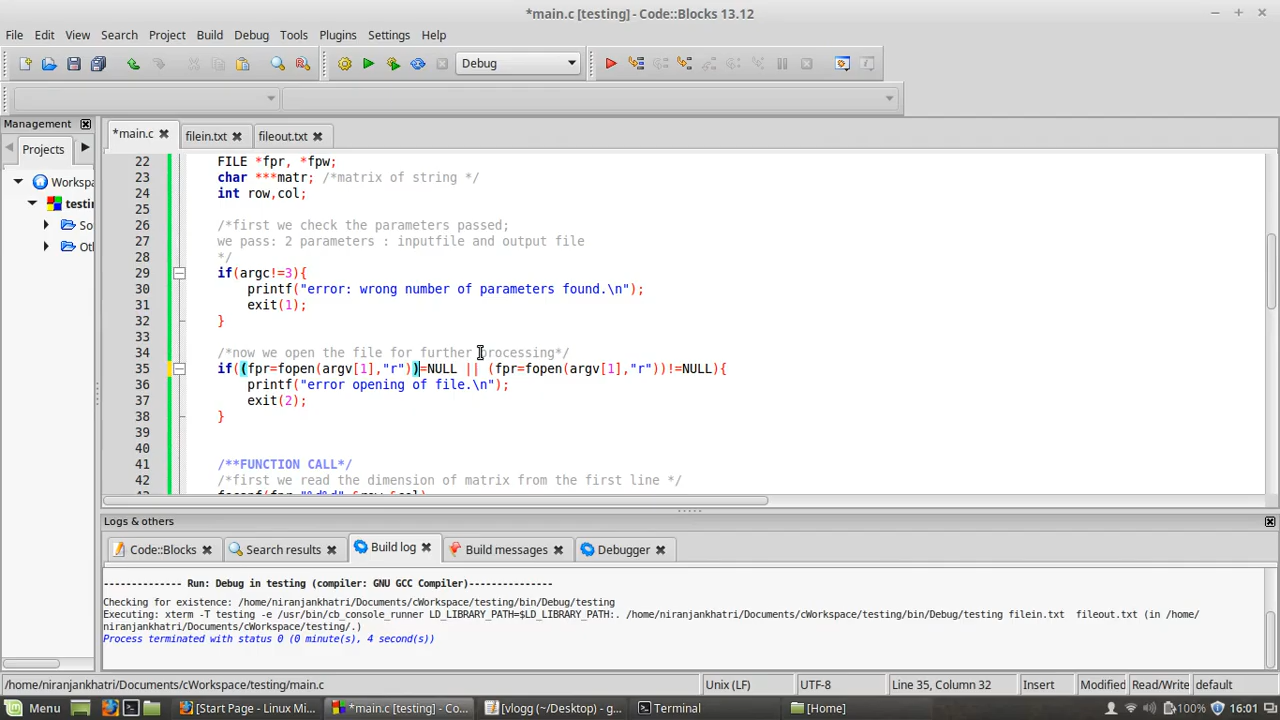 *main.c [testing] - Code::Blocks 13.12
File Edit View Search Project Build Debug Tools Plugins Settings Help
Debug
Management
*main.c filein.txt fileout.txt
Projects
Workspa
testin
So
Oth
22 FILE *fpr, *fpw;
23 char ***matr; /*matrix of string */
24 int row,col;
25
26 /*first we check the parameters passed;
27 we pass: 2 parameters : inputfile and output file
28 */
29 if(argc!=3){
30 printf("error: wrong number of parameters found.\n");
31 exit(1);
32 }
33
34 /*now we open the file for further processing*/
35 if((fpr=fopen(argv[1],"r"))=NULL || (fpr=fopen(argv[1],"r"))!=NULL){
36 printf("error opening of file.\n");
37 exit(2);
38 }
39
40
41 /**FUNCTION CALL*/
42 /*first we read the dimension of matrix from the first line */
Logs & others
Code::Blocks Search results Build log Build messages Debugger
-------------- Run: Debug in testing (compiler: GNU GCC Compiler)---------------
Checking for existence: /home/niranjankhatri/Documents/cWorkspace/testing/bin/Debug/testing
Executing: xterm -T testing -e /usr/bin/cb_console_runner LD_LIBRARY_PATH=$LD_LIBRARY_PATH:. /home/niranjankhatri/Documents/cWorkspace/testing/bin/Debug/testing filein.txt  fileout.txt (in /home/
niranjankhatri/Documents/cWorkspace/testing/.)
Process terminated with status 0 (0 minute(s), 4 second(s))
/home/niranjankhatri/Documents/cWorkspace/testing/main.c Unix (LF) UTF-8 Line 35, Column 32 Insert Modified Read/Write default
Menu [Start Page - Linux Mi... *main.c [testing] - Co... vlogg (~/Desktop) - g... Terminal [Home] 100% 16:01